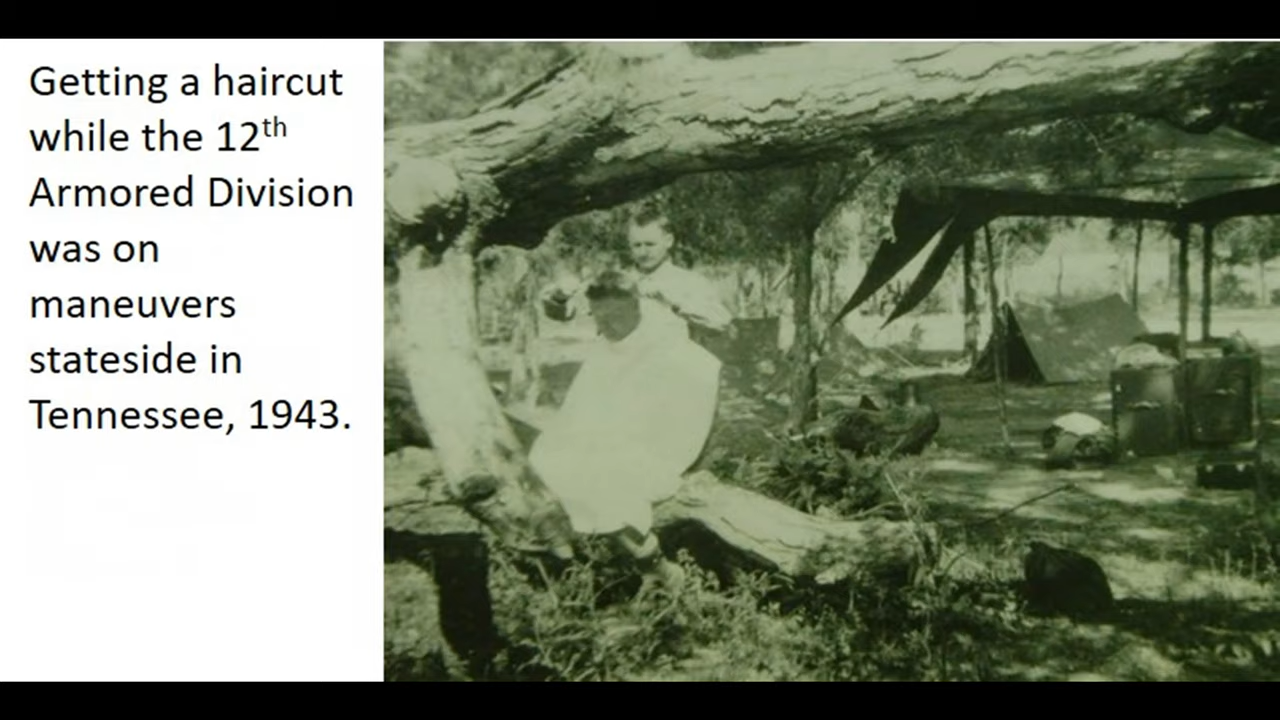 Getting a haircut
while the 12th
Armored Division
was on
maneuvers
stateside in
Tennessee, 1943.